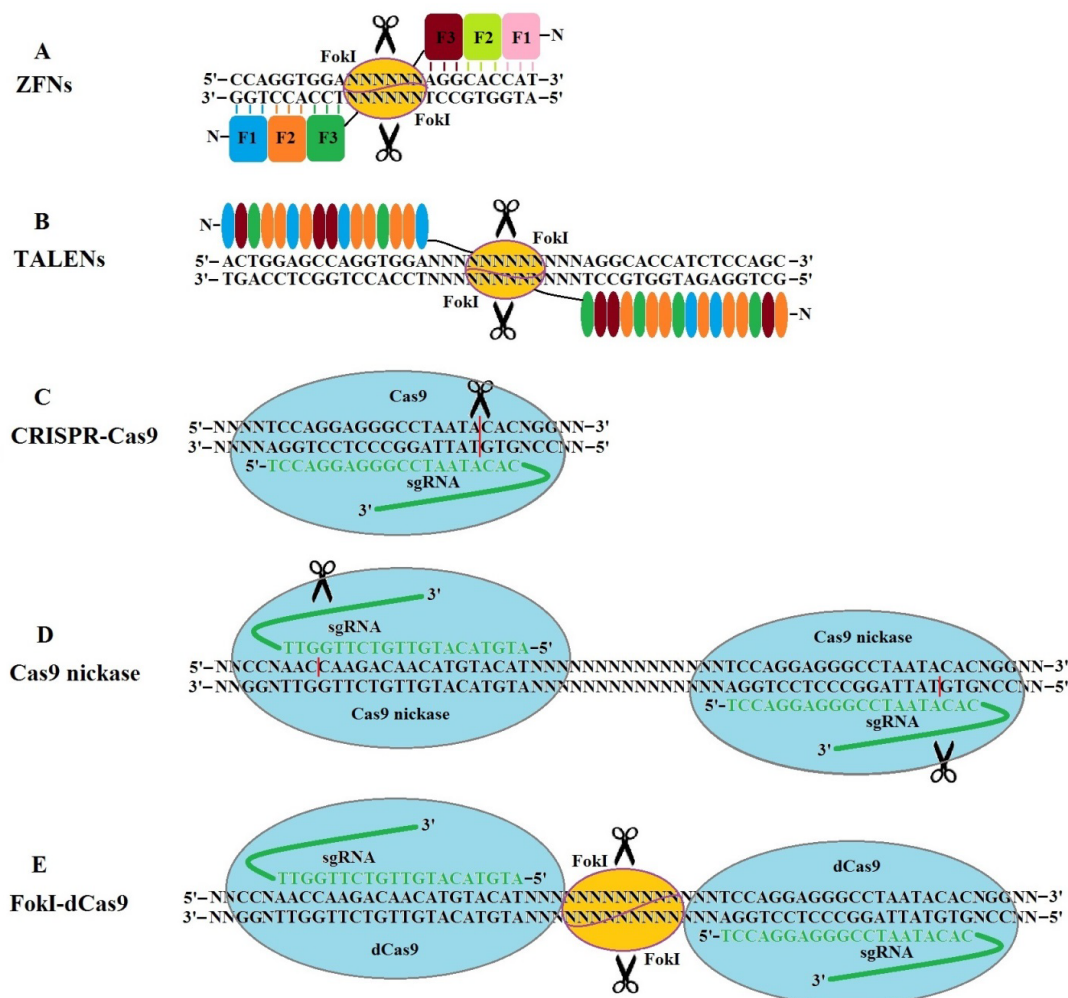 A
ZFNs
FokI
F3 F2 F1 –N
5'–CCAGGTGGANNNNNNAGGCACCAT–3'
3'–GGTCCACCTNNNNNNTCCGTGGTA–5'
FokI
N– F1 F2 F3
B
TALENs
N–
FokI
5'–ACTGGAGCCAGGTGGANNNNNNNNNNNNAGGCACCATCTCCAGC–3'
3'–TGACCTCGGTCCACCTNNNNNNNNNNNNTCCGTGGTAGAGGTCG–5'
FokI
–N
C
CRISPR-Cas9
Cas9
5'–NNNNTCCAGGAGGGCCTAATACACNGGNN–3'
3'–NNNNAGGTCCTCCCGGATTATGTGNCCNN–5'
5'-TCCAGGAGGGCCTAATACAC
sgRNA
3'
D
Cas9 nickase
3'
sgRNA
TTGGTTCTGTTGTACATGTA-5'
Cas9 nickase
5'–NNCCNAACCAAGACAACATGTACATNNNNNNNNNNNNNNNNTCCAGGAGGGCCTAATACACNGGNN–3'
3'–NNGGNTTGGTTCTGTTGTACATGTANNNNNNNNNNNNNNNNAGGTCCTCCCGGATTATGTGNCCNN–5'
Cas9 nickase
5'-TCCAGGAGGGCCTAATACAC
sgRNA
3'
E
FokI-dCas9
3'
sgRNA
TTGGTTCTGTTGTACATGTA-5'
FokI
dCas9
5'–NNCCNAACCAAGACAACATGTACATNNNNNNNNNNNNNNNNTCCAGGAGGGCCTAATACACNGGNN–3'
3'–NNGGNTTGGTTCTGTTGTACATGTANNNNNNNNNNNNNNNNAGGTCCTCCCGGATTATGTGNCCNN–5'
dCas9
FokI
5'-TCCAGGAGGGCCTAATACAC
sgRNA
3'